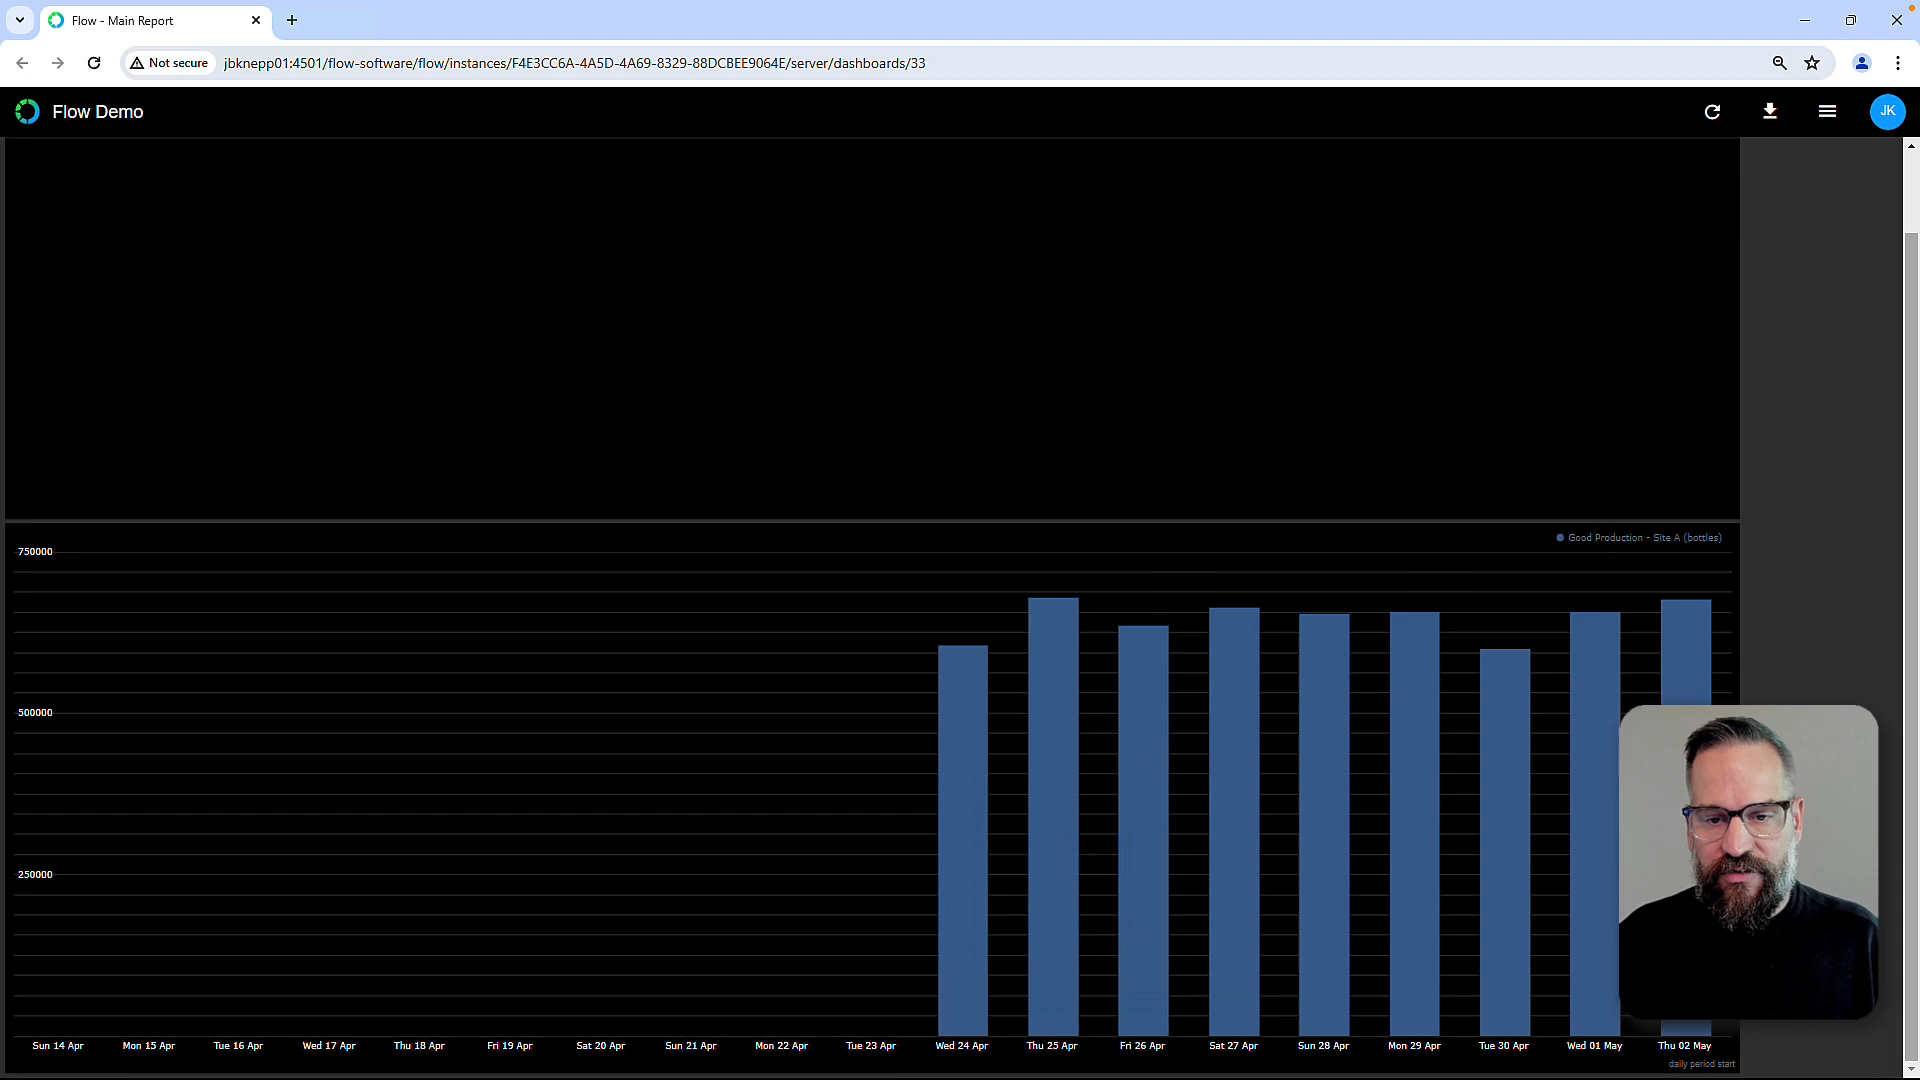 Flow - Main Report
Not secure
jbknepp01:4501/flow-software/flow/instances/F4E3CC6A-4A5D-4A69-8329-88DCBEE9064E/server/dashboards/33
Flow Demo
JK
Good Production - Site A (bottles)
750000
500000
250000
Sun 14 Apr
Mon 15 Apr
Tue 16 Apr
Wed 17 Apr
Thu 18 Apr
Fri 19 Apr
Sat 20 Apr
Sun 21 Apr
Mon 22 Apr
Tue 23 Apr
Wed 24 Apr
Thu 25 Apr
Fri 26 Apr
Sat 27 Apr
Sun 28 Apr
Mon 29 Apr
Tue 30 Apr
Wed 01 May
Thu 02 May
daily period start